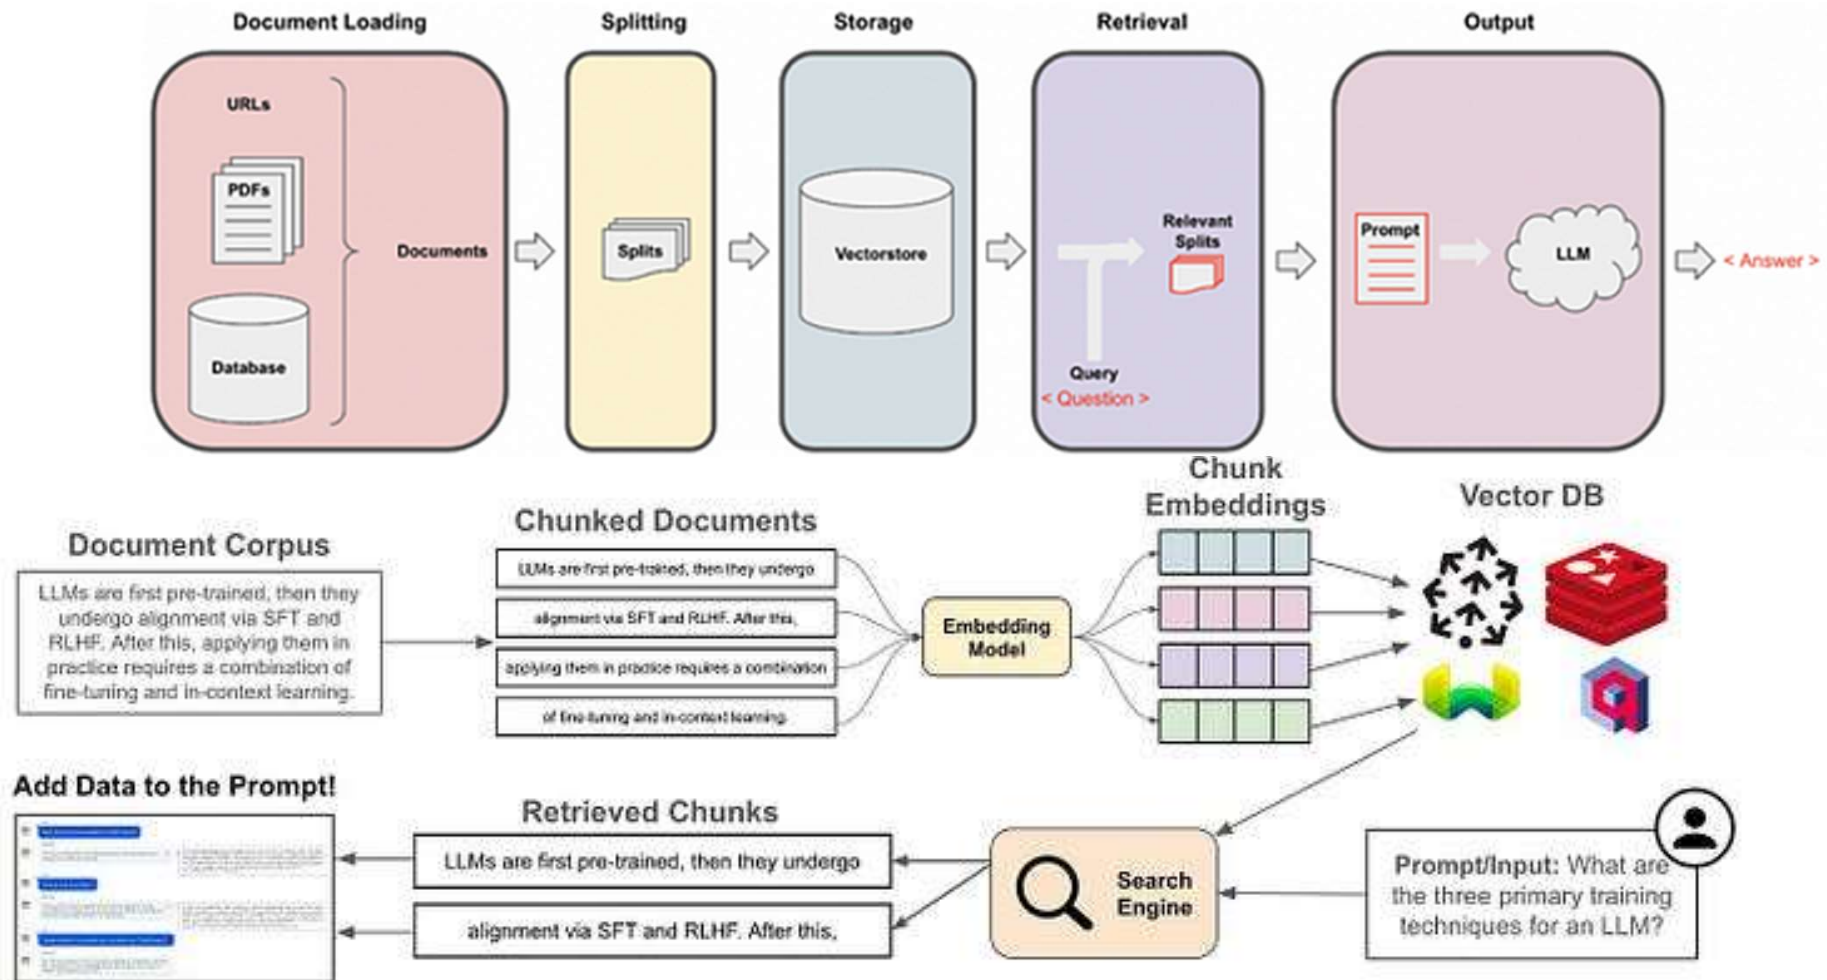 Document Loading
Splitting
Storage
Retrieval
Output
URLs
PDFs
Documents
Database
Splits
Vectorstore
Relevant
Splits
Query
< Question >
Prompt
LLM
< Answer >
Document Corpus
LLMs are first pre-trained, then they
undergo alignment via SFT and
RLHF. After this, applying them in
practice requires a combination of
fine-tuning and in-context learning.
Chunked Documents
LLMs are first pre-trained, then they undergo
alignment via SFT and RLHF. After this,
applying them in practice requires a combination
of fine-tuning and in-context learning.
Embedding
Model
Chunk
Embeddings
Vector DB
Add Data to the Prompt!
Retrieved Chunks
LLMs are first pre-trained, then they undergo
alignment via SFT and RLHF. After this,
Search
Engine
Prompt/Input: What are
the three primary training
techniques for an LLM?